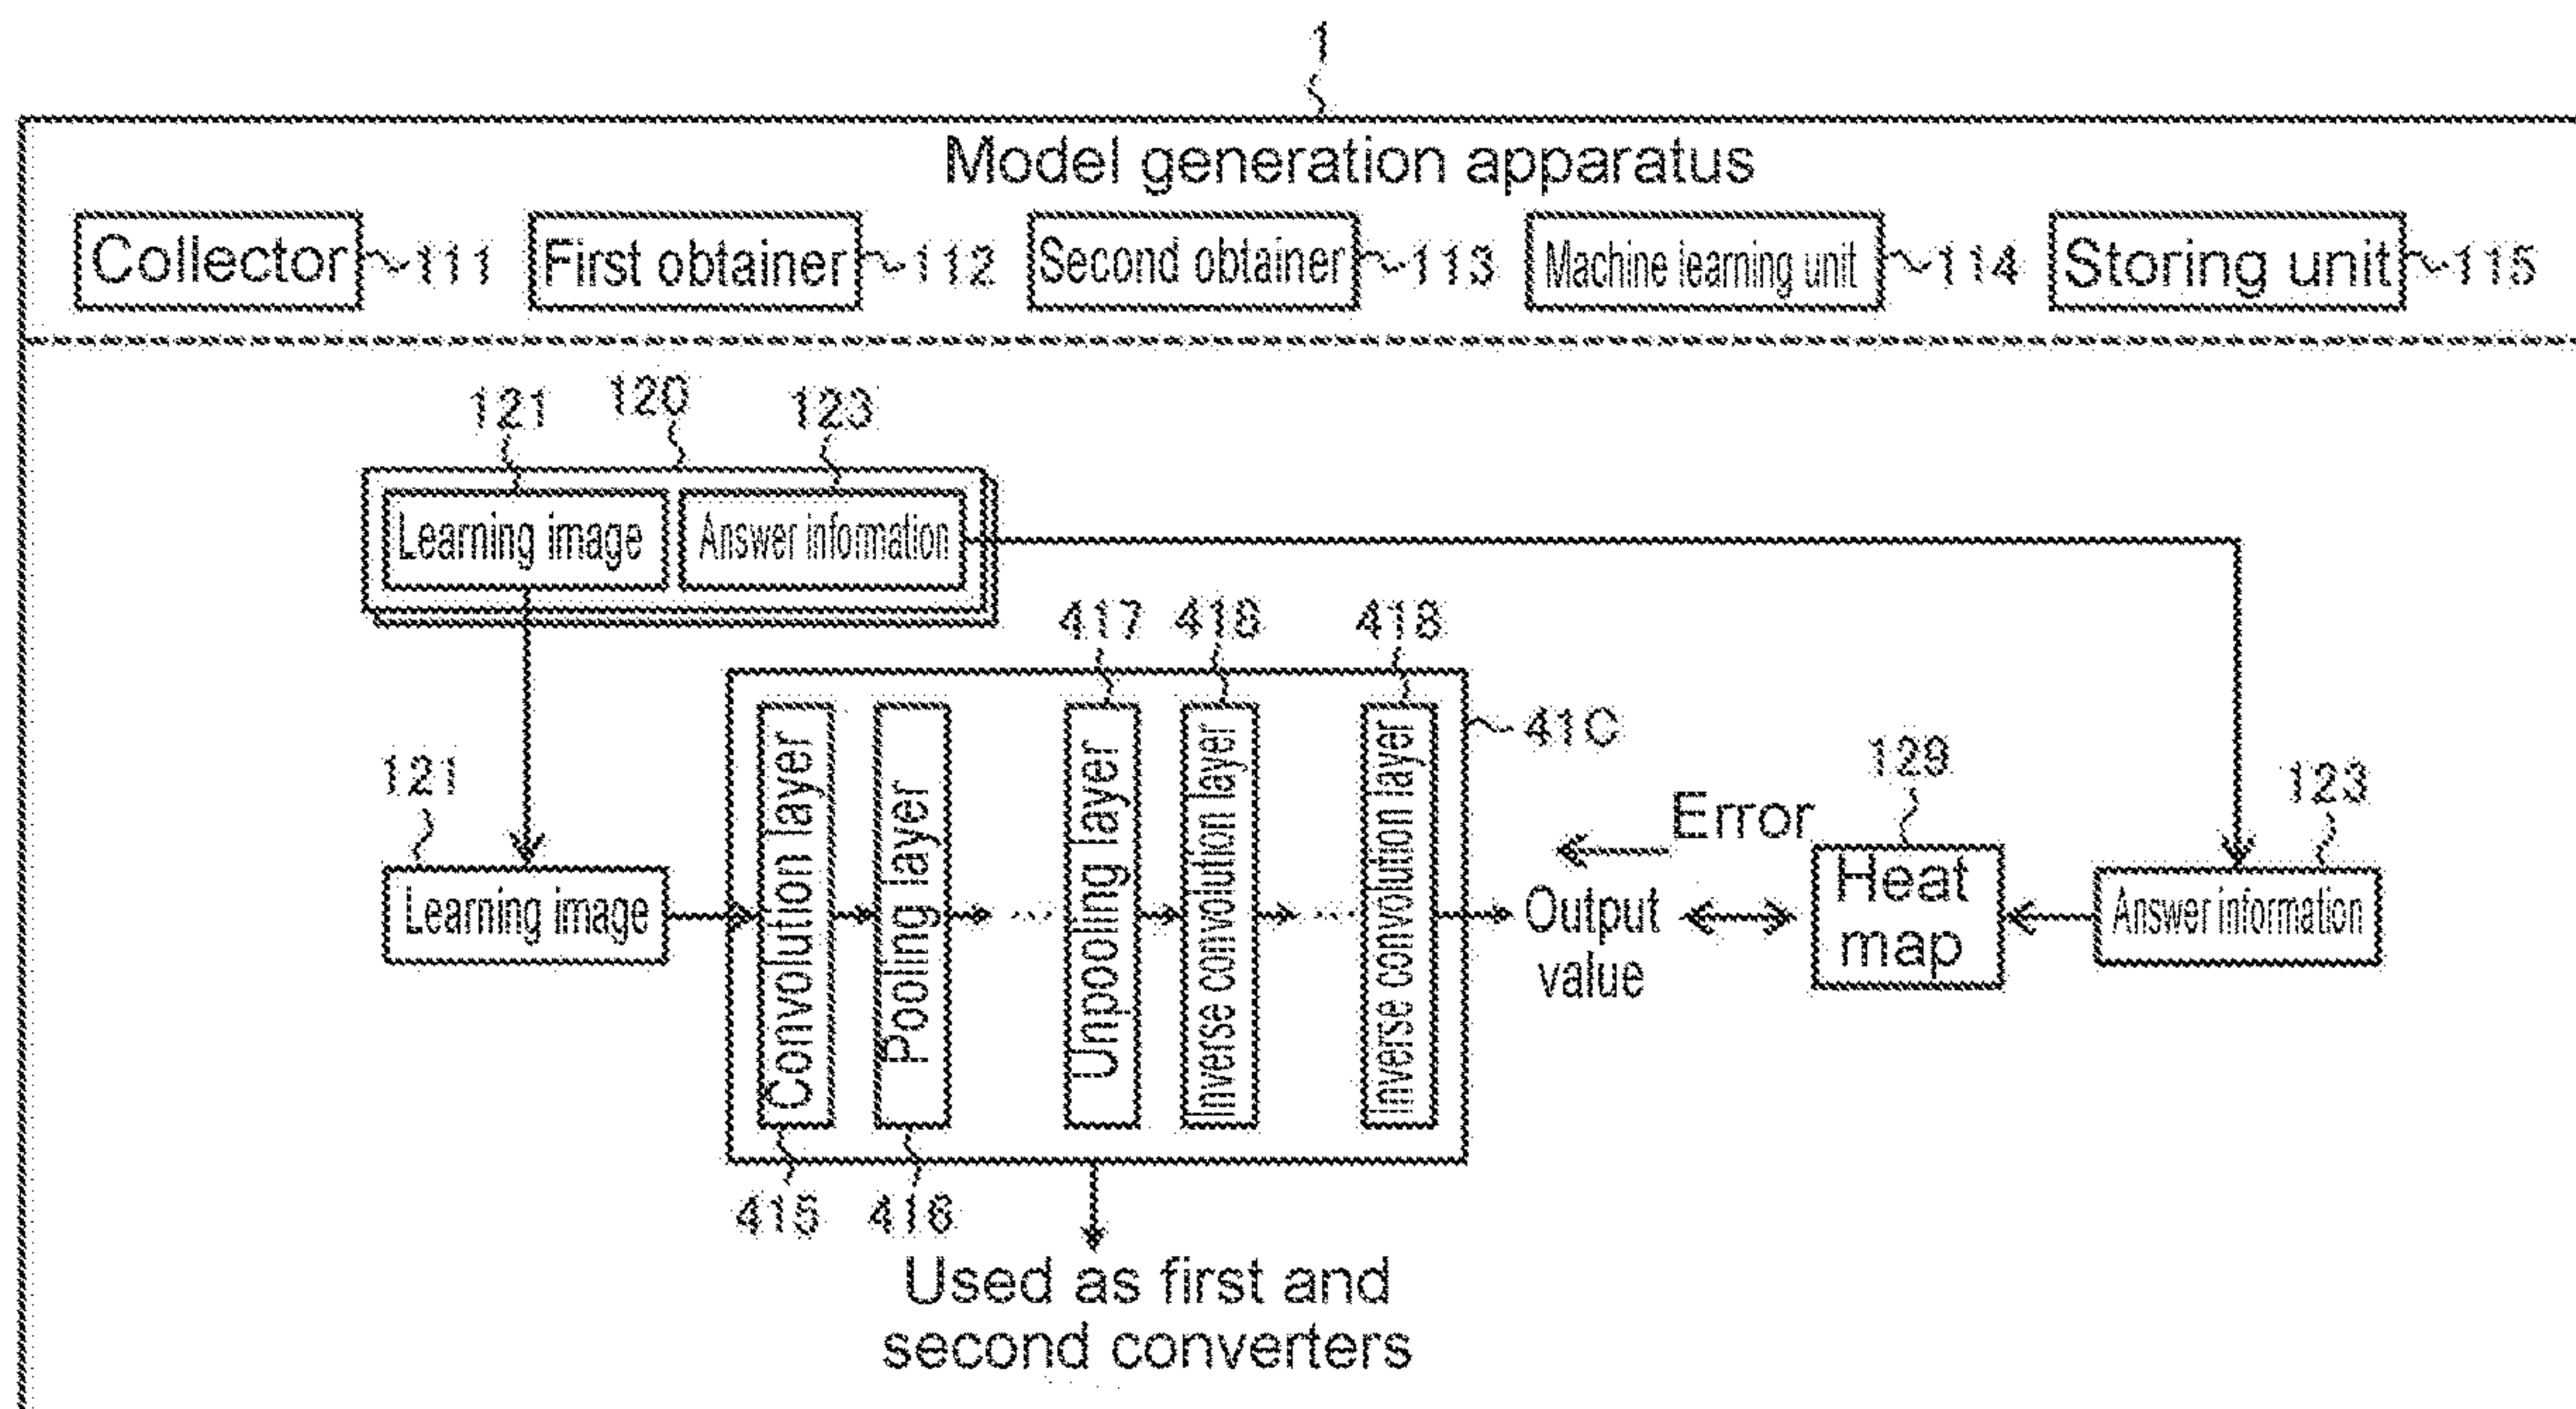 1
Model generation apparatus
Collector 111
First obtainer 112
Second obtainer 113
Machine learning unit 114
Storing unit 115
121 120 123
Learning image Answer information
417 418 418
41C
121
129
123
Error
Learning image
Convolution layer
Pooling layer
Unpooling layer
Inverse convolution layer
Inverse convolution layer
Output
value
Heat
map
Answer information
415 416
Used as first and
second converters